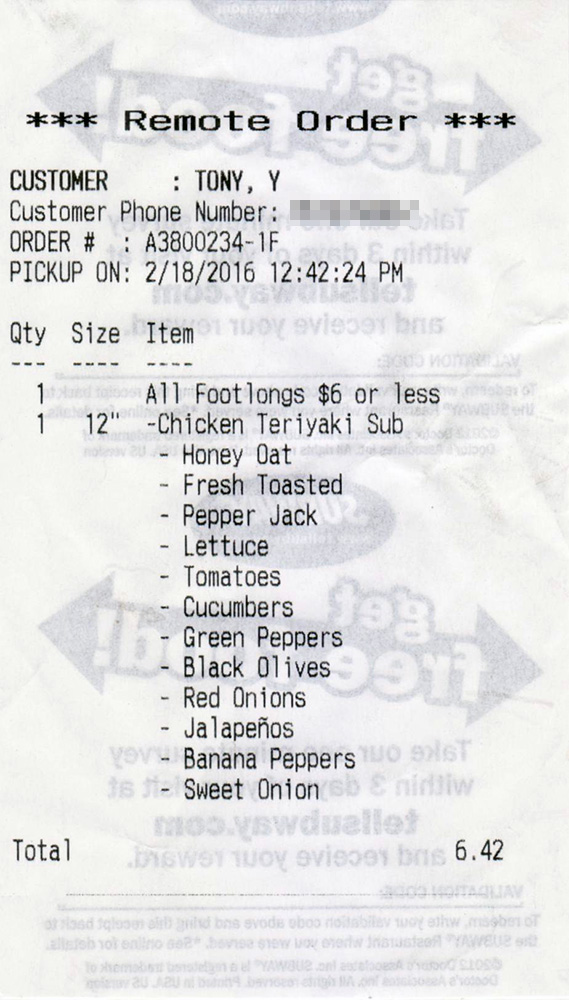 *** Remote Order ***
CUSTOMER : TONY, Y
Customer Phone Number:
ORDER # : A3800234-1F
PICKUP ON: 2/18/2016 12:42:24 PM
Qty Size Item
--- ---- ----
1 All Footlongs $6 or less
1 12" -Chicken Teriyaki Sub
- Honey Oat
- Fresh Toasted
- Pepper Jack
- Lettuce
- Tomatoes
- Cucumbers
- Green Peppers
- Black Olives
- Red Onions
- Jalapeños
- Banana Peppers
- Sweet Onion
Total 6.42